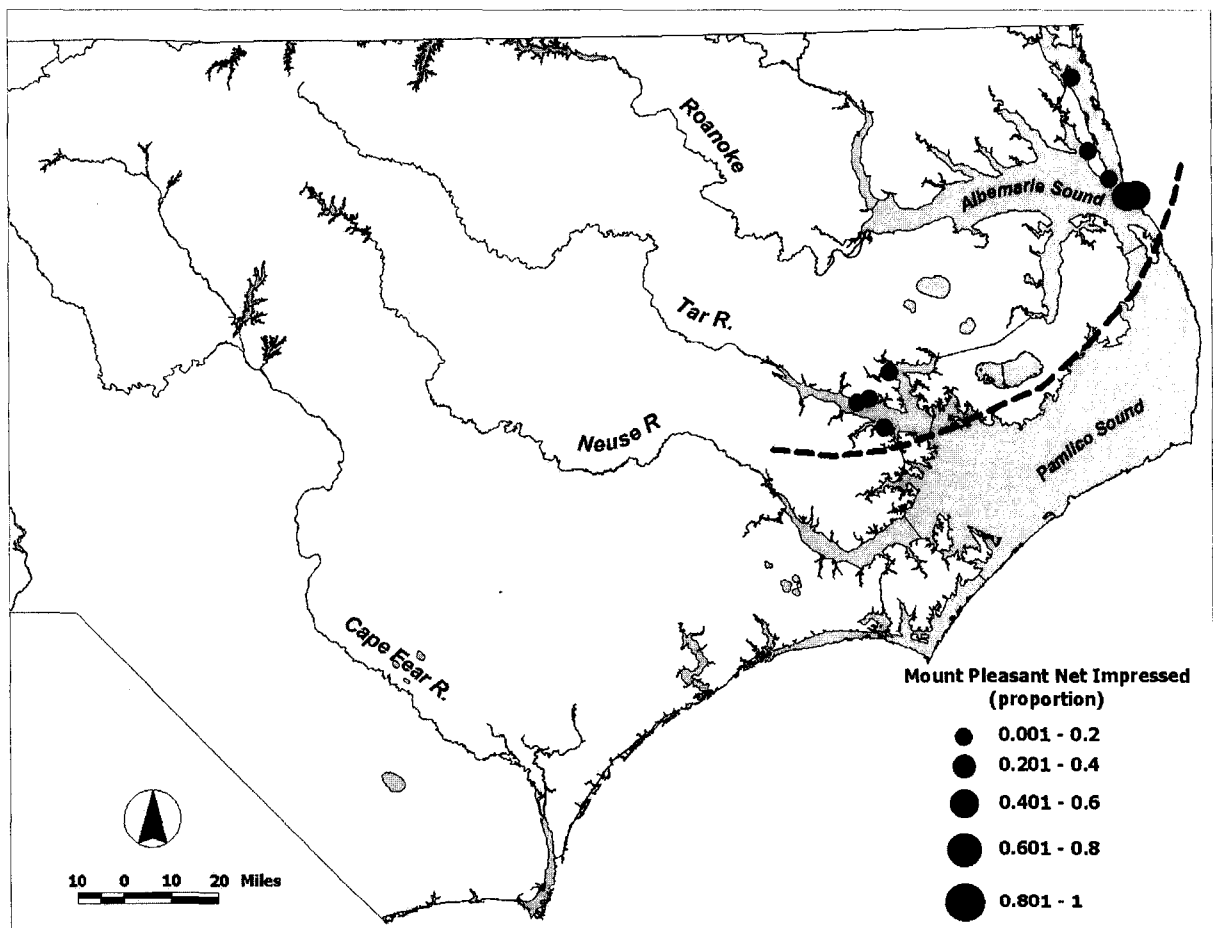 Roanoke
Albemarle Sound
Tar R.
Neuse R
Pamlico Sound
Cape Fear R.
Mount Pleasant Net Impressed
(proportion)
0.001 - 0.2
0.201 - 0.4
0.401 - 0.6
0.601 - 0.8
0.801 - 1
10 0 10 20 Miles